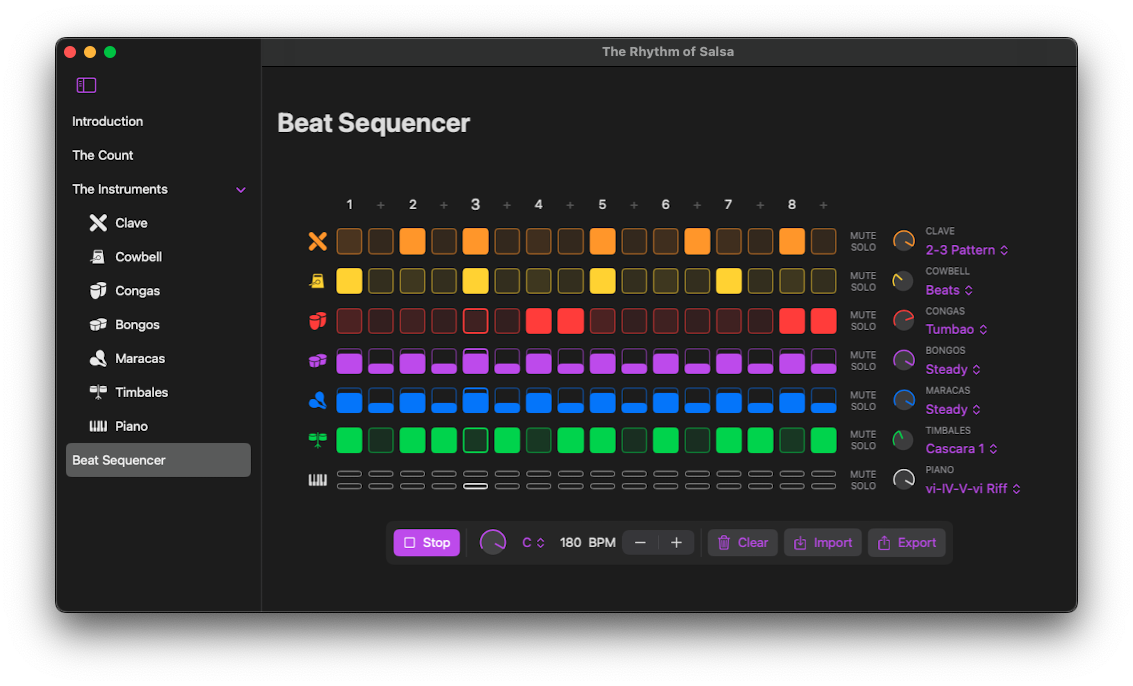 The Rhythm of Salsa
Introduction
The Count
The Instruments
Clave
Cowbell
Congas
Bongos
Maracas
Timbales
Piano
Beat Sequencer
Beat Sequencer
1 + 2 + 3 + 4 + 5 + 6 + 7 + 8 +
MUTE
SOLO
CLAVE
2-3 Pattern
MUTE
SOLO
COWBELL
Beats
MUTE
SOLO
CONGAS
Tumbao
MUTE
SOLO
BONGOS
Steady
MUTE
SOLO
MARACAS
Steady
MUTE
SOLO
TIMBALES
Cascara 1
MUTE
SOLO
PIANO
vi-IV-V-vi Riff
Stop C 180 BPM − + Clear Import Export